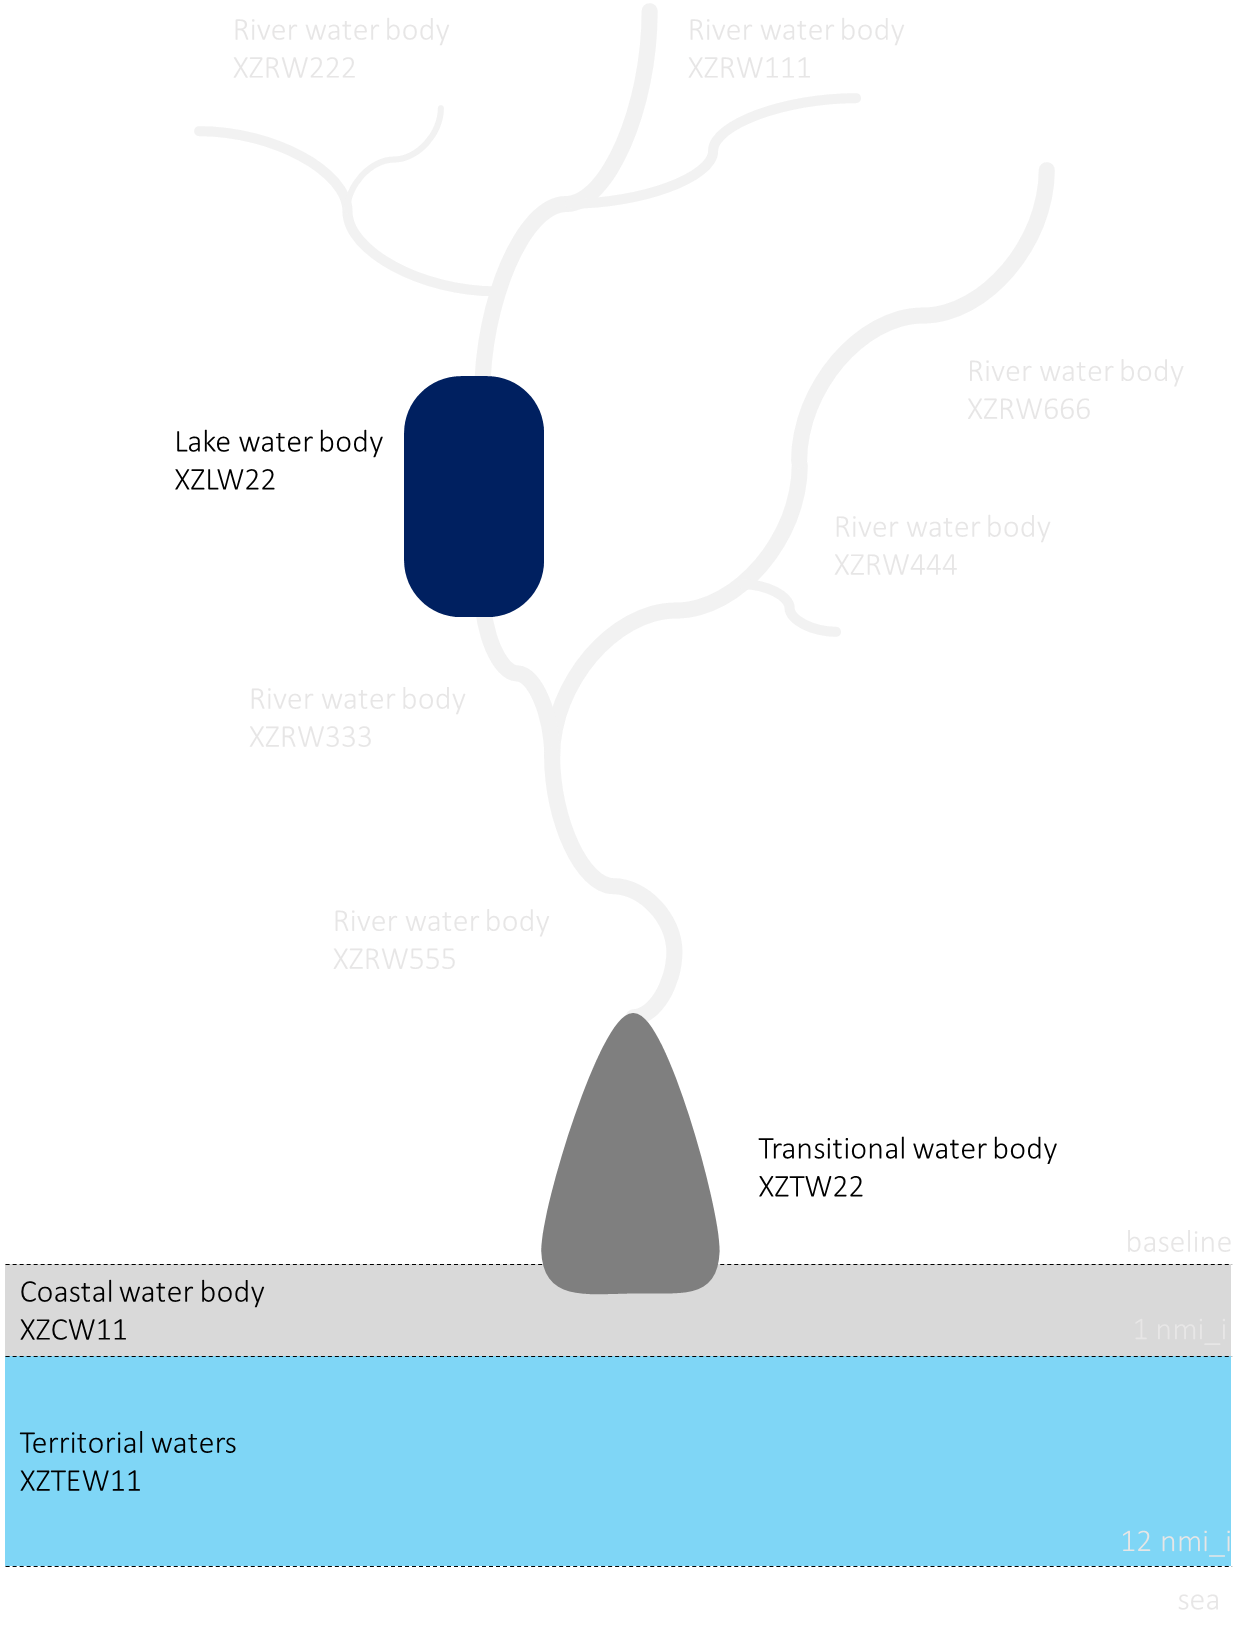 River water body
XZRW222
River water body
XZRW111
River water body
XZRW666
Lake water body
XZLW22
River water body
XZRW444
River water body
XZRW333
River water body
XZRW555
Transitional water body
XZTW22
baseline
Coastal water body
XZCW11
1 nmi_i
Territorial waters
XZTEW11
12 nmi_i
sea